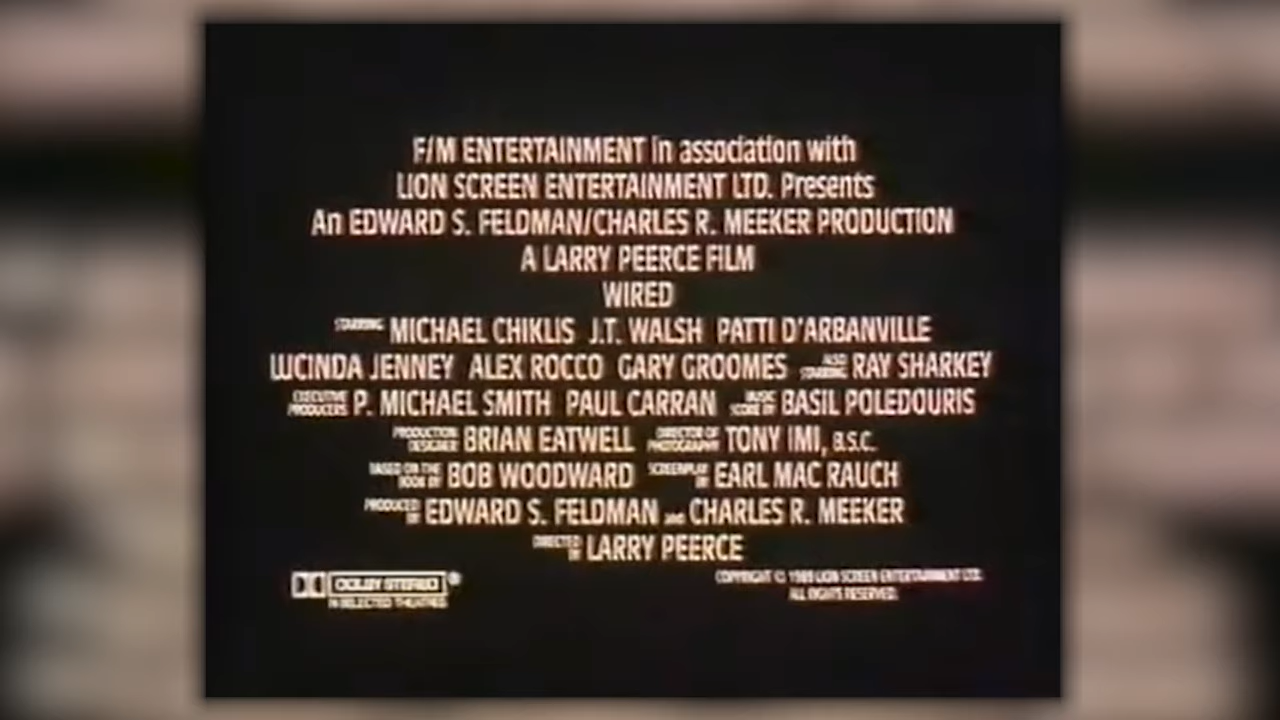 F/M ENTERTAINMENT in association with
LION SCREEN ENTERTAINMENT LTD. Presents
An EDWARD S. FELDMAN/CHARLES R. MEEKER PRODUCTION
A LARRY PEERCE FILM
WIRED
STARRING MICHAEL CHIKLIS J.T. WALSH PATTI D'ARBANVILLE
LUCINDA JENNEY ALEX ROCCO GARY GROOMES ALSO STARRING RAY SHARKEY
EXECUTIVE PRODUCERS P. MICHAEL SMITH PAUL CARRAN MUSIC SCORE BY BASIL POLEDOURIS
PRODUCTION DESIGNER BRIAN EATWELL DIRECTOR OF PHOTOGRAPHY TONY IMI, B.S.C.
BASED ON THE BOOK BY BOB WOODWARD SCREENPLAY BY EARL MAC RAUCH
PRODUCED BY EDWARD S. FELDMAN and CHARLES R. MEEKER
DIRECTED BY LARRY PEERCE
DOLBY STEREO ®
IN SELECTED THEATRES
COPYRIGHT © 1989 LION SCREEN ENTERTAINMENT LTD.
ALL RIGHTS RESERVED.